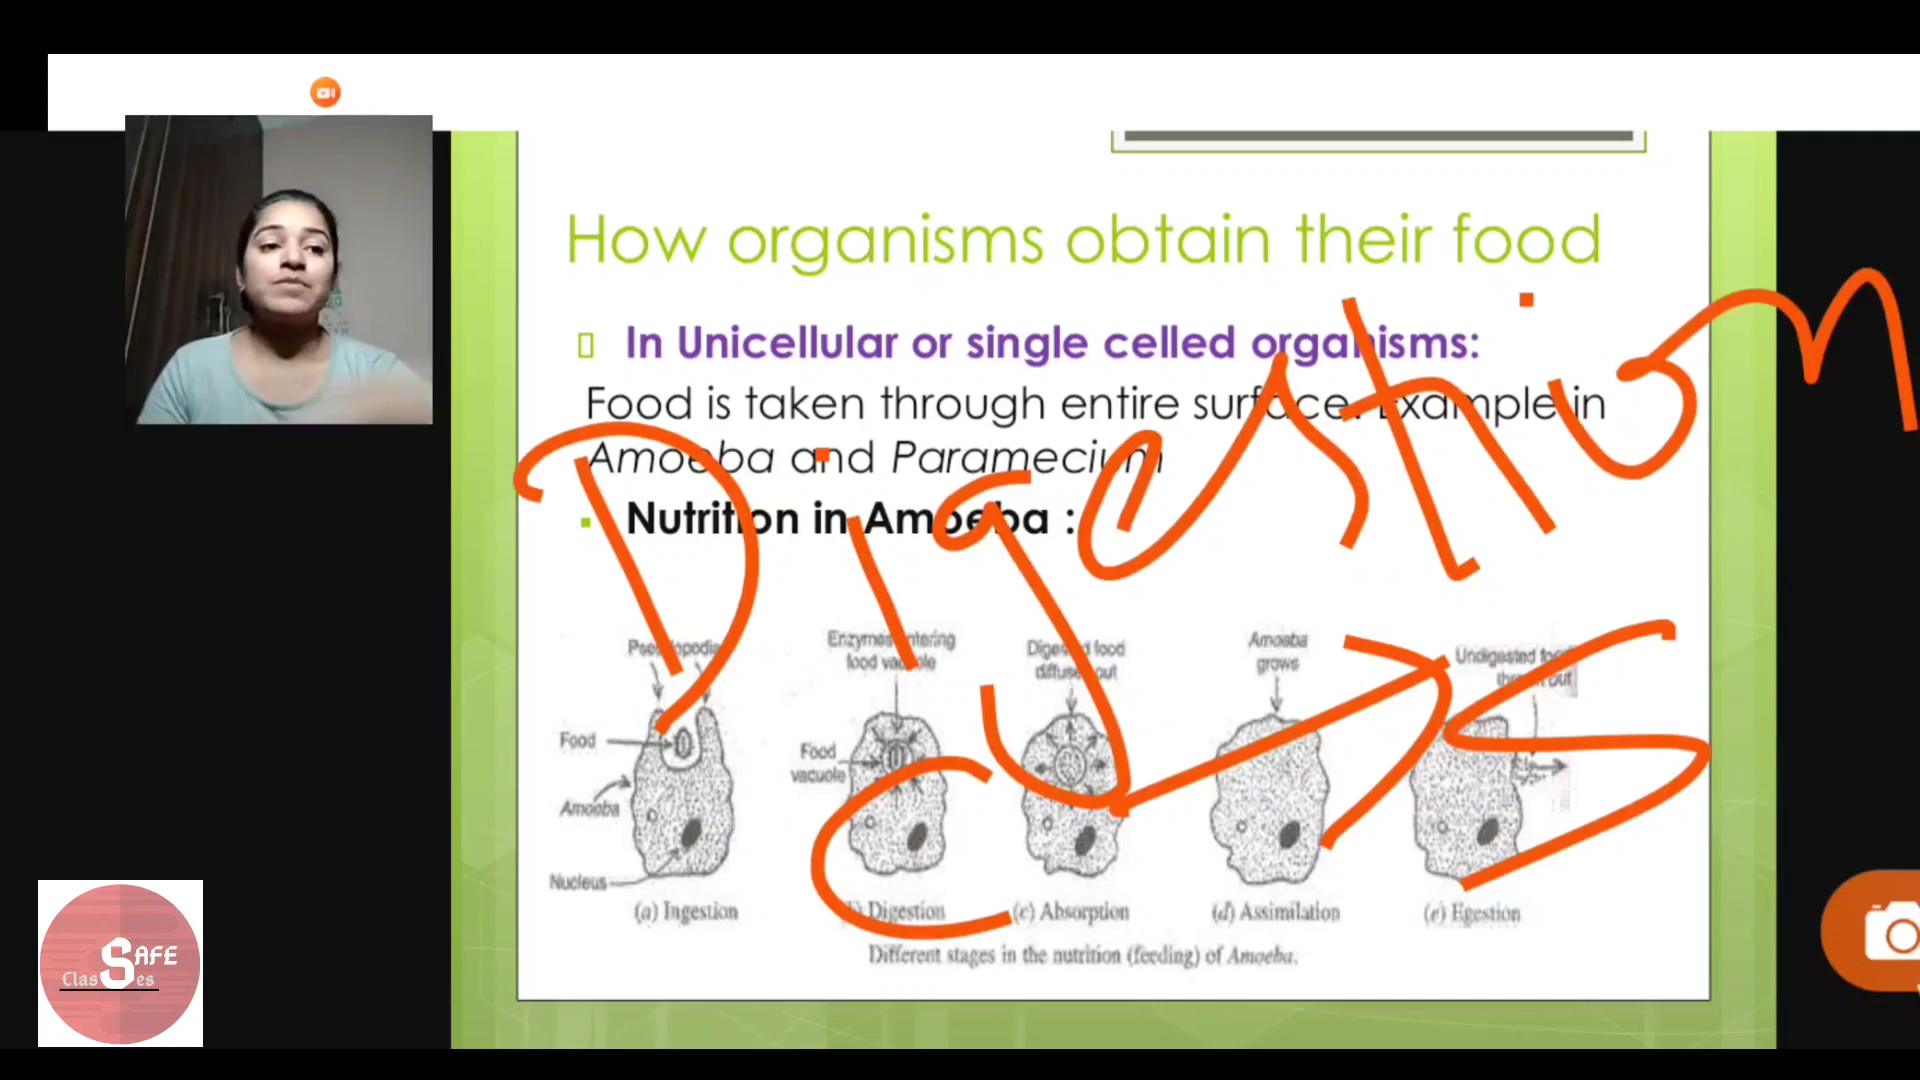 How organisms obtain their food
In Unicellular or single celled organisms:
Food is taken through entire surface. Example in
Amoeba and Paramecium
Nutrition in Amoeba :
Digestion
Pseudopodia
Enzymes entering
food vacuole
Digested food
diffuses out
Amoeba
grows
Undigested food
thrown out
Food
Food
vacuole
Amoeba
Nucleus
(a) Ingestion
(b) Digestion
(c) Absorption
(d) Assimilation
(e) Egestion
Different stages in the nutrition (feeding) of Amoeba.
SAFE
Classes